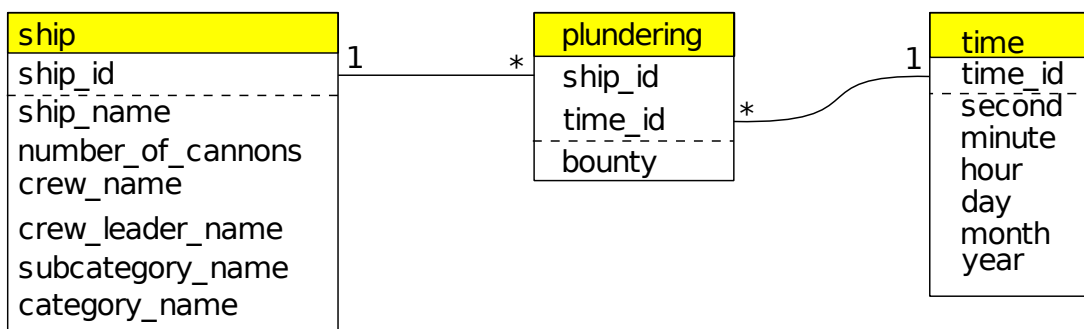 ship
ship_id
ship_name
number_of_cannons
crew_name
crew_leader_name
subcategory_name
category_name
1
*
plundering
ship_id
time_id
bounty
*
1
time
time_id
second
minute
hour
day
month
year